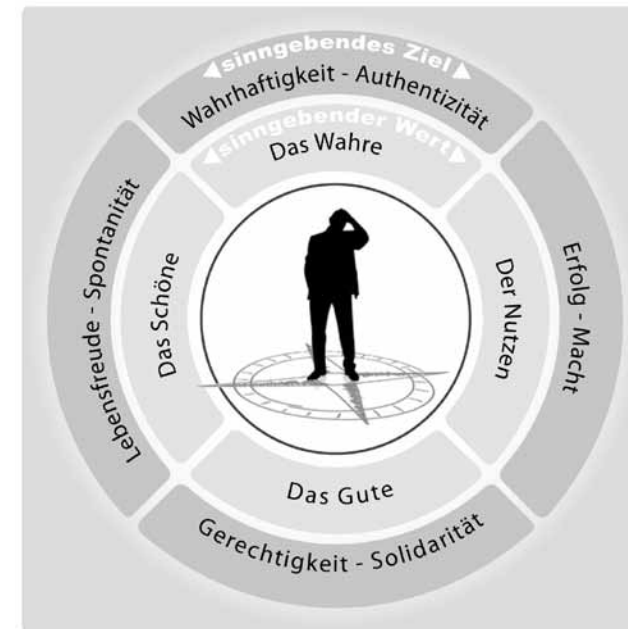 sinngebendes Ziel
Wahrhaftigkeit - Authentizität
sinngebender Wert
Das Wahre
Lebensfreude - Spontanität
Das Schöne
Der Nutzen
Erfolg - Macht
Das Gute
Gerechtigkeit - Solidarität